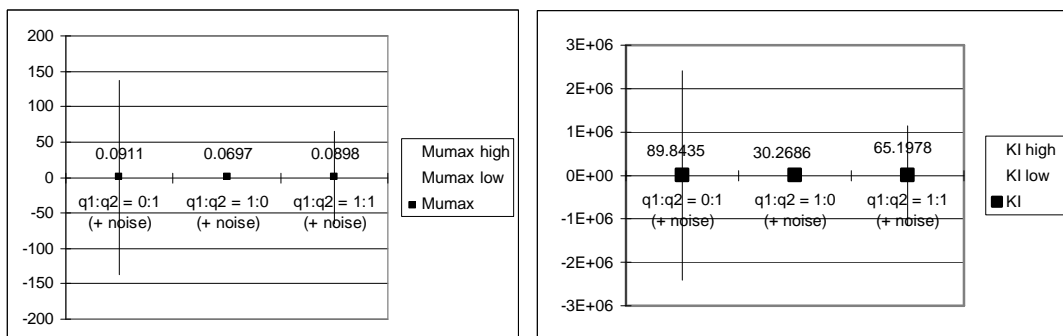 200
150
100
50
0
-50
-100
-150
-200
0.0911 0.0697 0.0898
q1:q2 = 0:1 q1:q2 = 1:0 q1:q2 = 1:1
(+ noise) (+ noise) (+ noise)
Mumax high
Mumax low
Mumax
3E+06
2E+06
1E+06
0E+00
-1E+06
-2E+06
-3E+06
89.8435 30.2686 65.1978
q1:q2 = 0:1 q1:q2 = 1:0 q1:q2 = 1:1
(+ noise) (+ noise) (+ noise)
KI high
KI low
KI